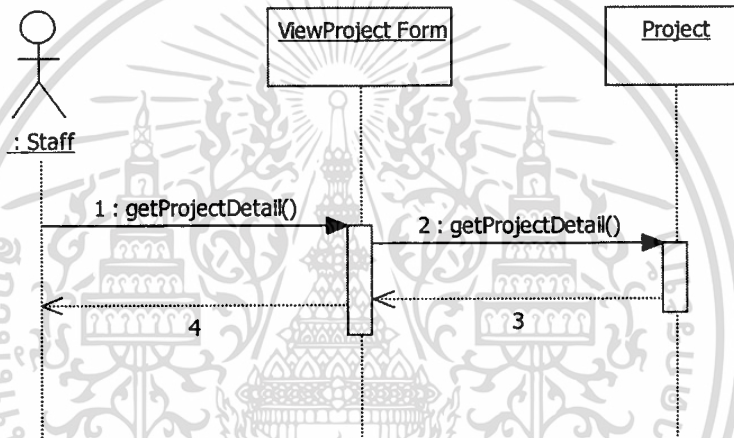 ViewProject Form
Project
: Staff
1 : getProjectDetail()
2 : getProjectDetail()
3
4